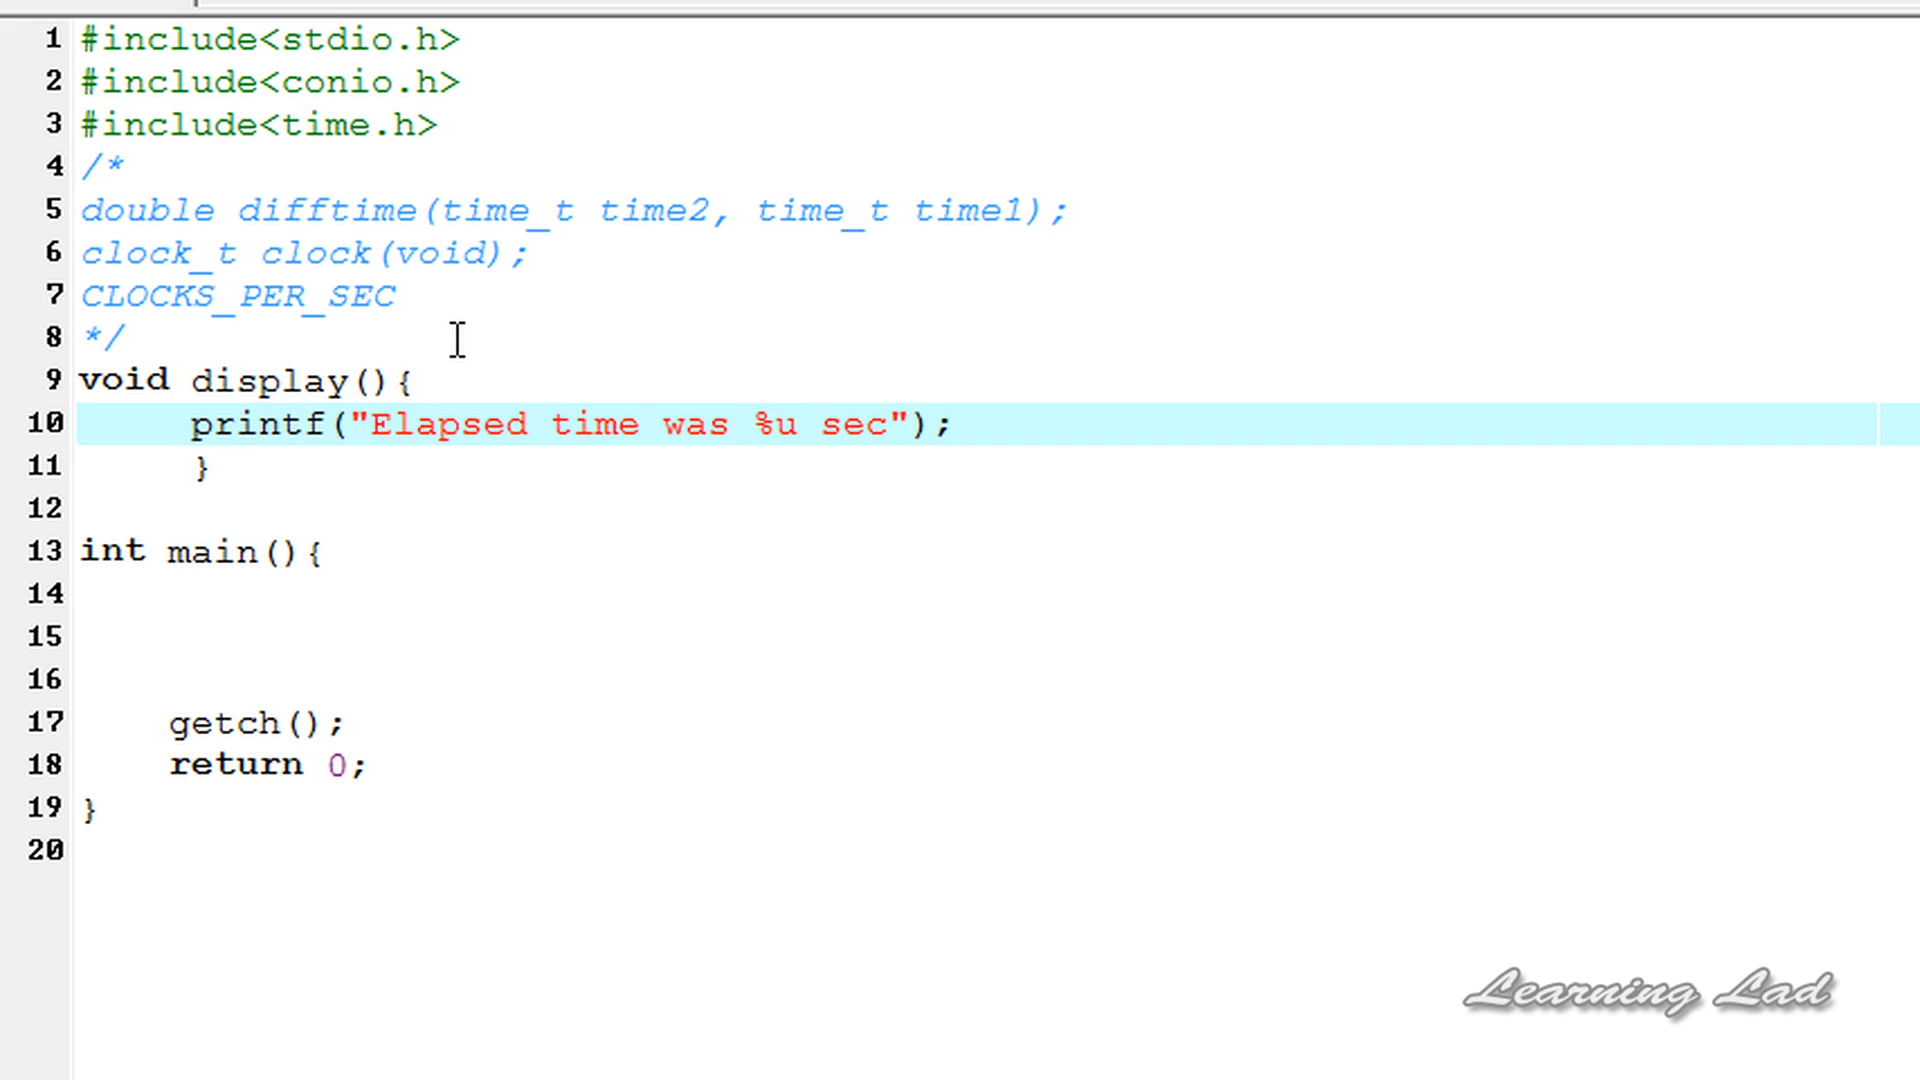 1 #include<stdio.h>
2 #include<conio.h>
3 #include<time.h>
4 /*
5 double difftime(time_t time2, time_t time1);
6 clock_t clock(void);
7 CLOCKS_PER_SEC
8 */
9 void display(){
10 printf("Elapsed time was %u sec");
11 }
12
13 int main(){
14
15
16
17 getch();
18 return 0;
19 }
20
Learning Lad